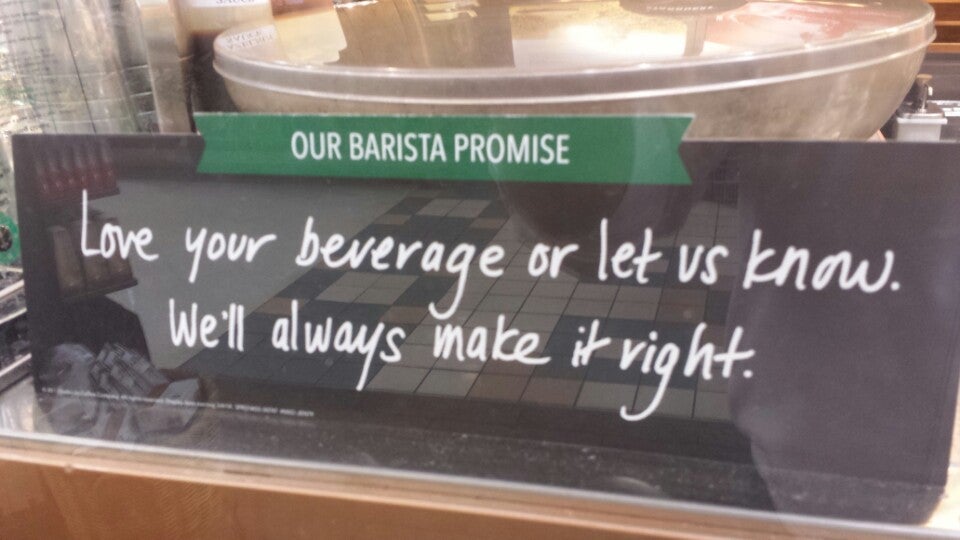 OUR BARISTA PROMISE
Love your beverage or let us know.
We'll always make it right.